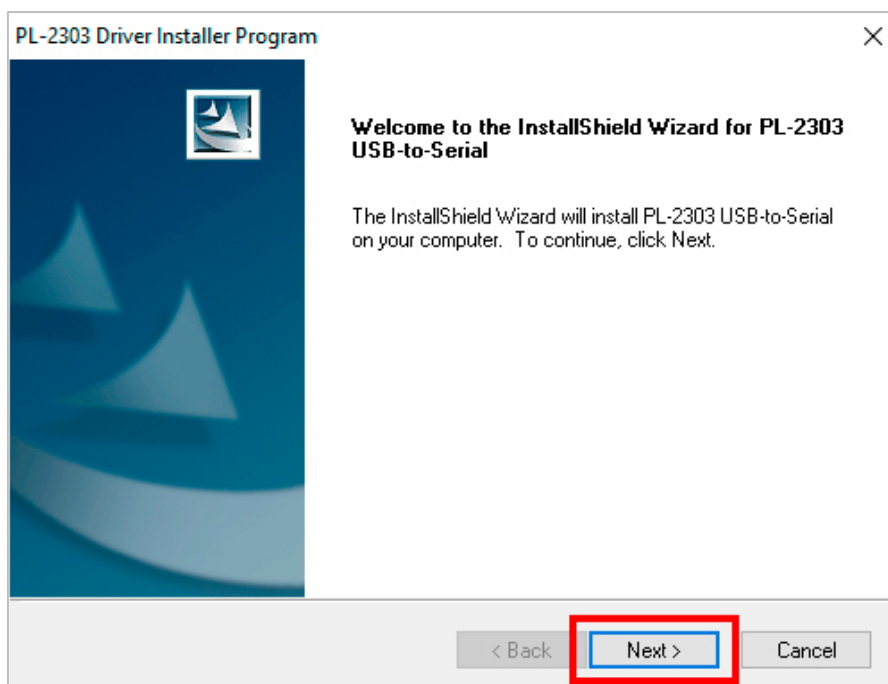 PL-2303 Driver Installer Program
Welcome to the InstallShield Wizard for PL-2303
USB-to-Serial
The InstallShield Wizard will install PL-2303 USB-to-Serial
on your computer.  To continue, click Next.
< Back
Next >
Cancel